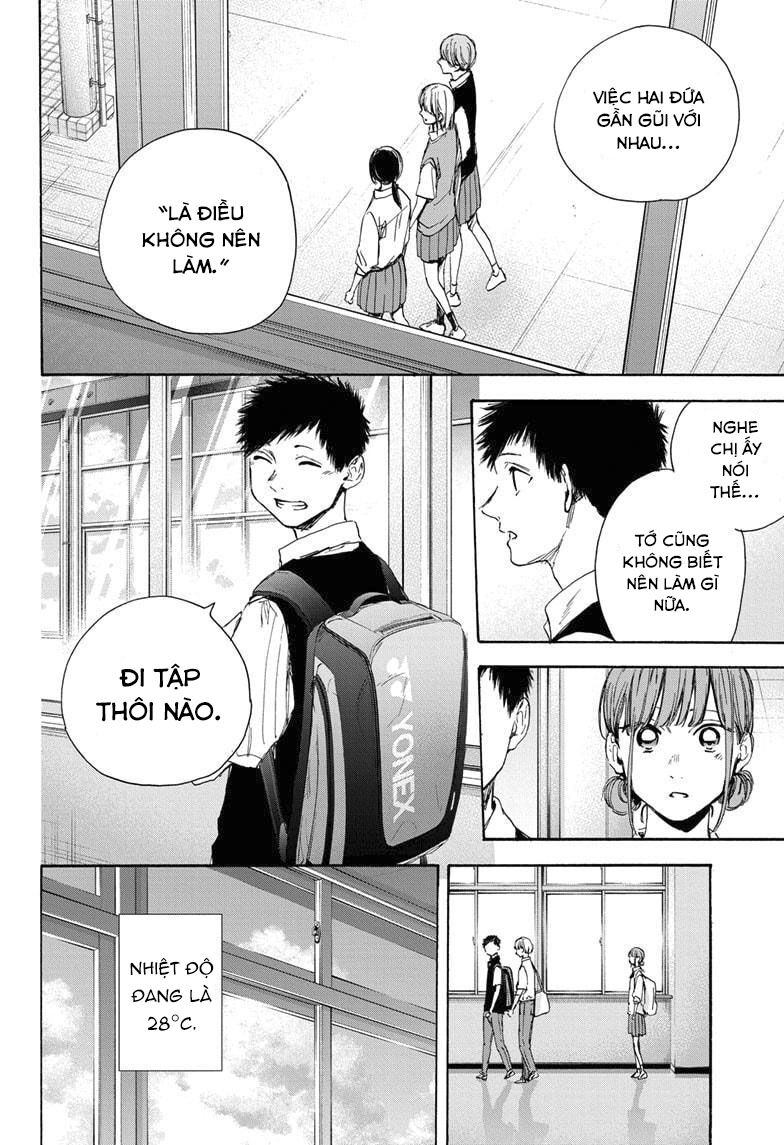 VIỆC HAI ĐỨA
GẦN GŨI VỚI
NHAU...
"LÀ ĐIỀU
KHÔNG NÊN
LÀM."
NGHE
CHỊ ẤY
NÓI
THẾ...
TỚ CŨNG
KHÔNG BIẾT
NÊN LÀM GÌ
NỮA.
ĐI TẬP
THÔI NÀO.
YONEX
NHIỆT ĐỘ
ĐANG LÀ
28°C.